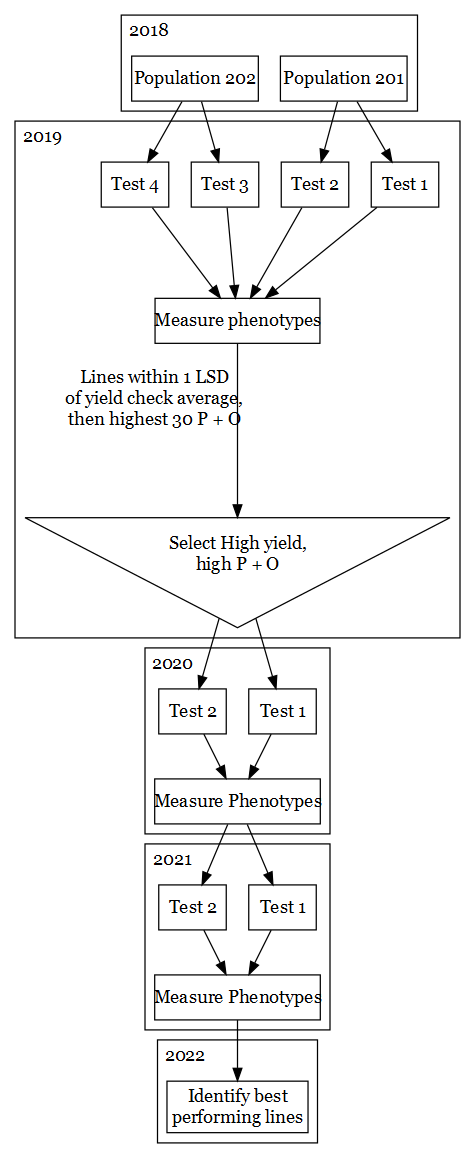 2018
Population 202
Population 201
2019
Test 4
Test 3
Test 2
Test 1
Measure phenotypes
Lines within 1 LSD
of yield check average,
then highest 30 P + O
Select High yield,
high P + O
2020
Test 2
Test 1
Measure Phenotypes
2021
Test 2
Test 1
Measure Phenotypes
2022
Identify best
performing lines